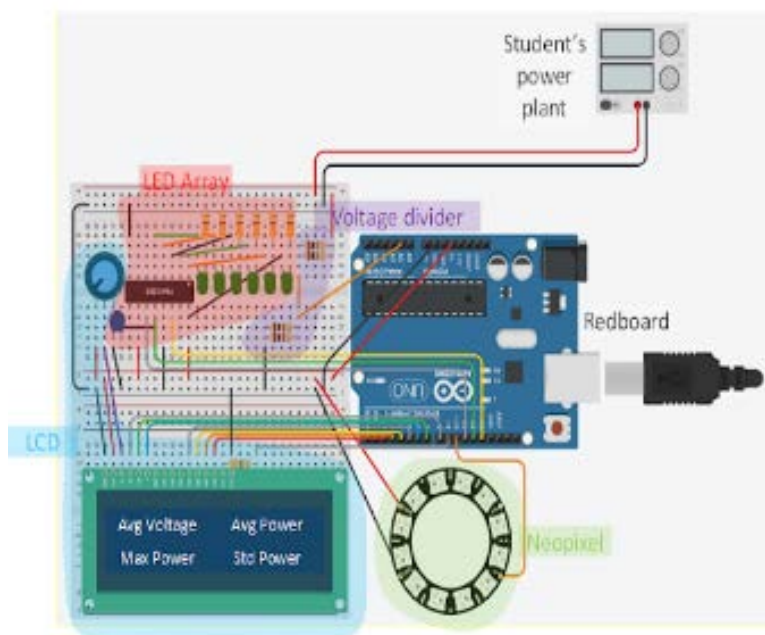 Student's
power
plant
LED Array
Voltage divider
Redboard
UNO
LCD
Avg Voltage Avg Power
Max Power Std Power
Neopixel